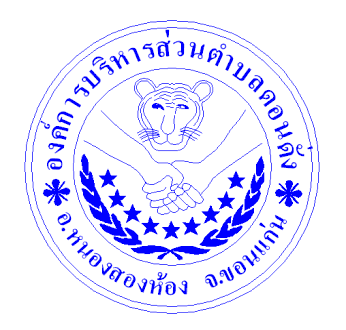 องค์การบริหารส่วนตำบลดอนดั่ง
อ.หนองสองห้อง จ.ขอนแก่น